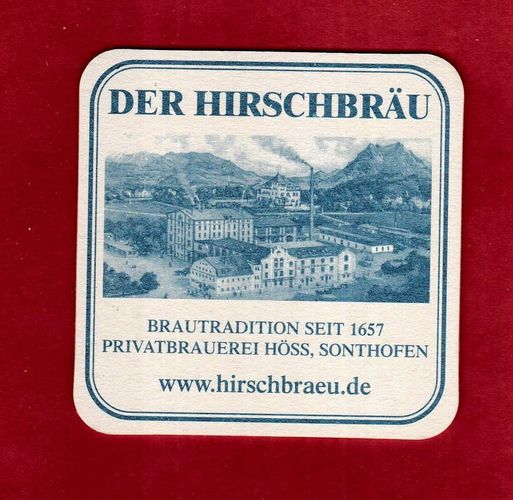 DER HIRSCHBRÄU
BRAUTRADITION SEIT 1657
PRIVATBRAUEREI HÖSS, SONTHOFEN
www.hirschbraeu.de